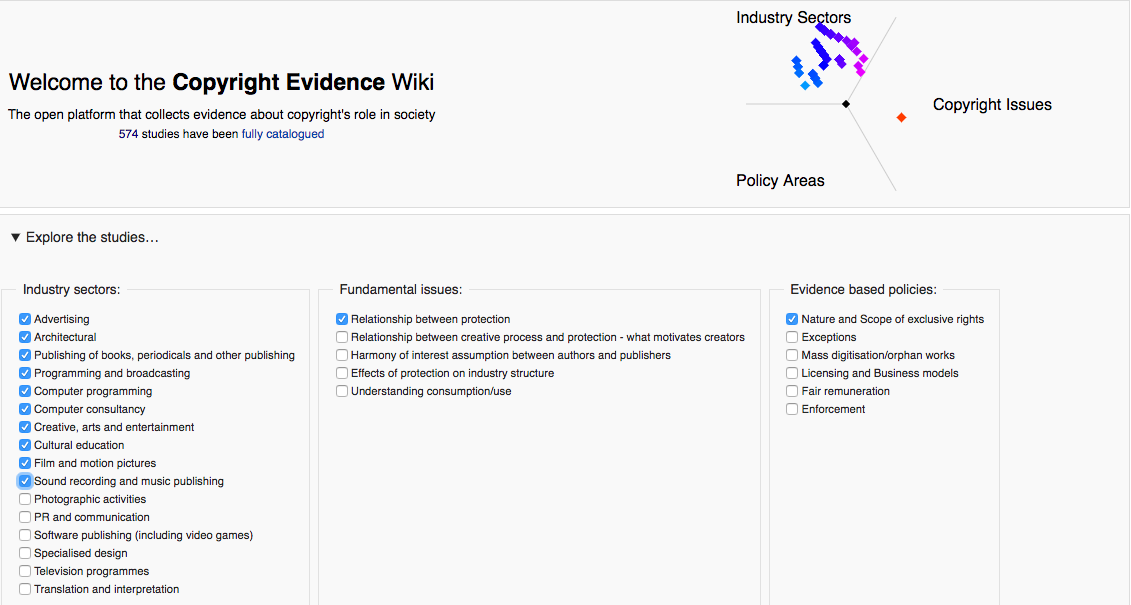 Industry Sectors
Welcome to the Copyright Evidence Wiki
The open platform that collects evidence about copyright's role in society
574 studies have been fully catalogued
Copyright Issues
Policy Areas
▼ Explore the studies…
Industry sectors:
Advertising
Architectural
Publishing of books, periodicals and other publishing
Programming and broadcasting
Computer programming
Computer consultancy
Creative, arts and entertainment
Cultural education
Film and motion pictures
Sound recording and music publishing
Photographic activities
PR and communication
Software publishing (including video games)
Specialised design
Television programmes
Translation and interpretation
Fundamental issues:
Relationship between protection
Relationship between creative process and protection - what motivates creators
Harmony of interest assumption between authors and publishers
Effects of protection on industry structure
Understanding consumption/use
Evidence based policies:
Nature and Scope of exclusive rights
Exceptions
Mass digitisation/orphan works
Licensing and Business models
Fair remuneration
Enforcement